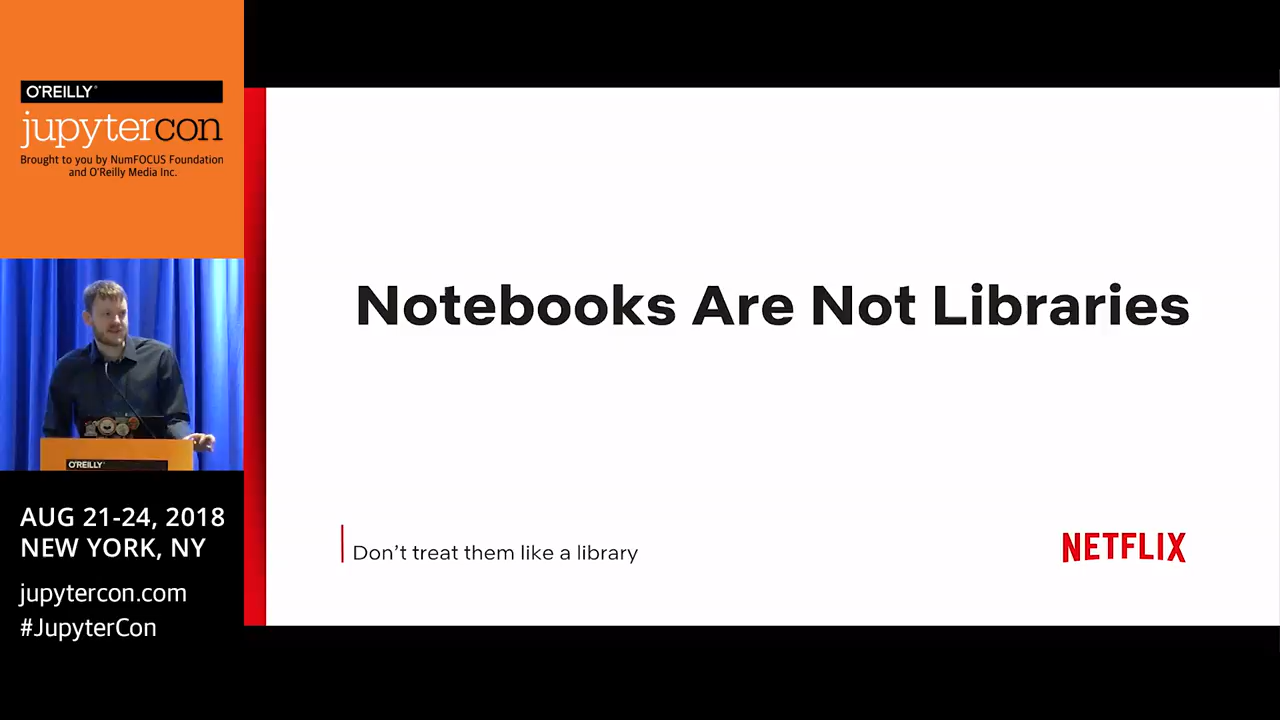 O'REILLY®
jupytercon
Brought to you by NumFOCUS Foundation
and O'Reilly Media Inc.
O'REILLY®
AUG 21-24, 2018
NEW YORK, NY
jupytercon.com
#JupyterCon
Notebooks Are Not Libraries
Don’t treat them like a library
NETFLIX